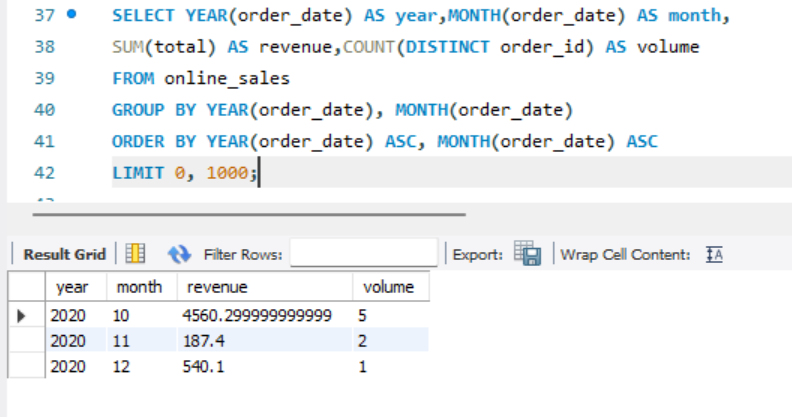 37 SELECT YEAR(order_date) AS year,MONTH(order_date) AS month,
38 SUM(total) AS revenue,COUNT(DISTINCT order_id) AS volume
39 FROM online_sales
40 GROUP BY YEAR(order_date), MONTH(order_date)
41 ORDER BY YEAR(order_date) ASC, MONTH(order_date) ASC
42 LIMIT 0, 1000;
Result Grid Filter Rows: Export: Wrap Cell Content:
year month revenue volume
2020 10 4560.299999999999 5
2020 11 187.4 2
2020 12 540.1 1